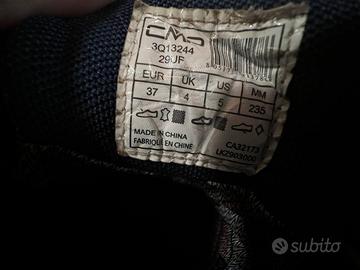 CMP
3Q13244
29UF
EUR UK US MM
37 4 5 235
MADE IN CHINA
FABRIQUÉ EN CHINE
CA32173
LKZ903000
subito